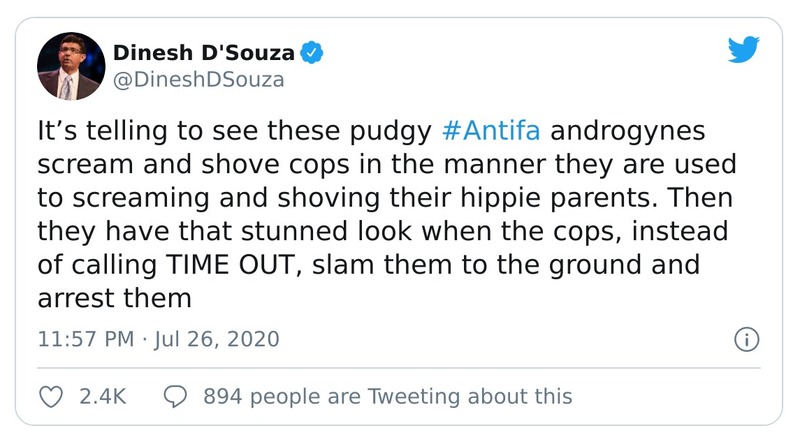 Dinesh D'Souza
@DineshDSouza
It’s telling to see these pudgy #Antifa androgynes
scream and shove cops in the manner they are used
to screaming and shoving their hippie parents. Then
they have that stunned look when the cops, instead
of calling TIME OUT, slam them to the ground and
arrest them
11:57 PM · Jul 26, 2020
2.4K 894 people are Tweeting about this